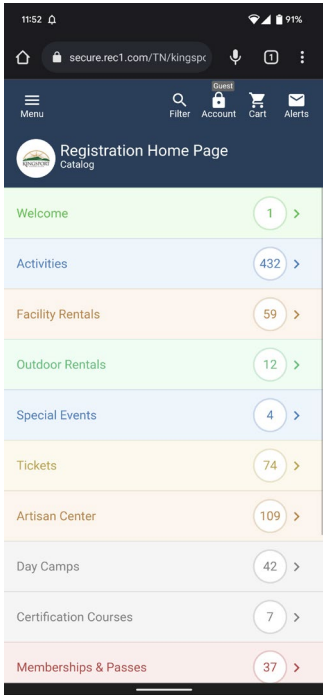 11:52
91%
secure.rec1.com/TN/kingspc
1
Guest
Menu
Filter
Account
Cart
Alerts
KINGSPORT
Registration Home Page
Catalog
Welcome 1
Activities 432
Facility Rentals 59
Outdoor Rentals 12
Special Events 4
Tickets 74
Artisan Center 109
Day Camps 42
Certification Courses 7
Memberships & Passes 37